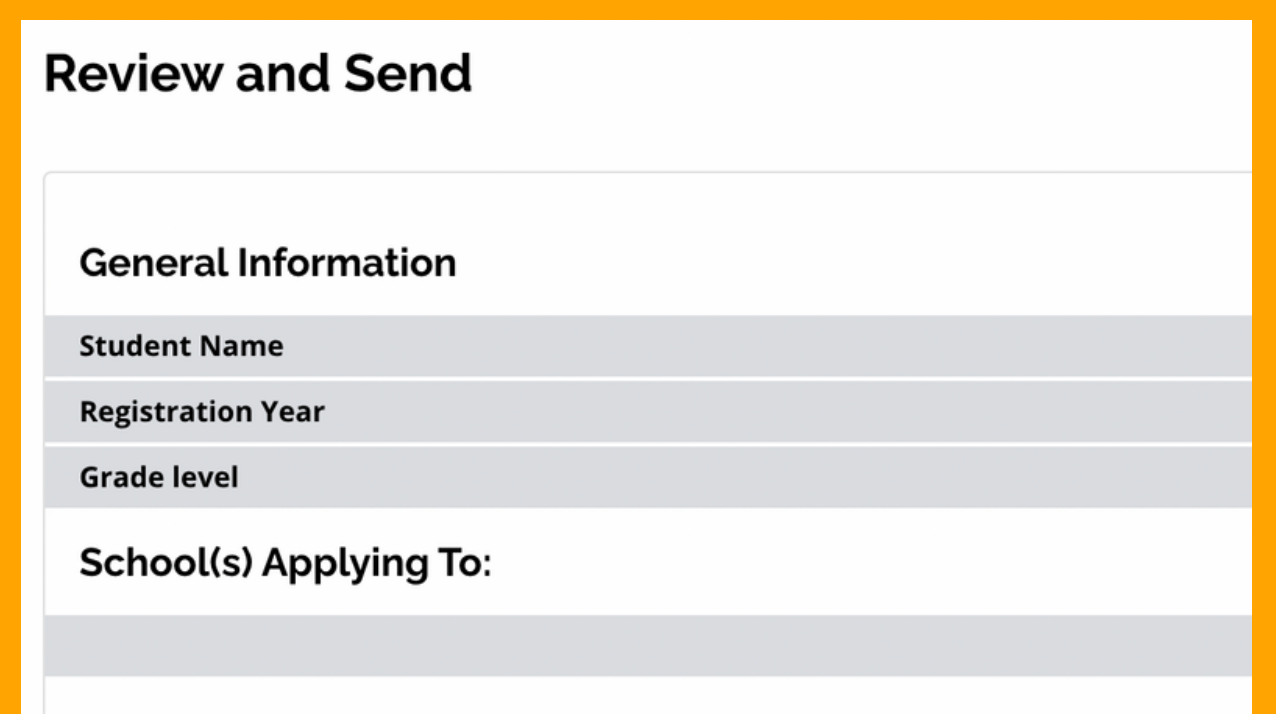 Review and Send
General Information
Student Name
Registration Year
Grade level
School(s) Applying To: